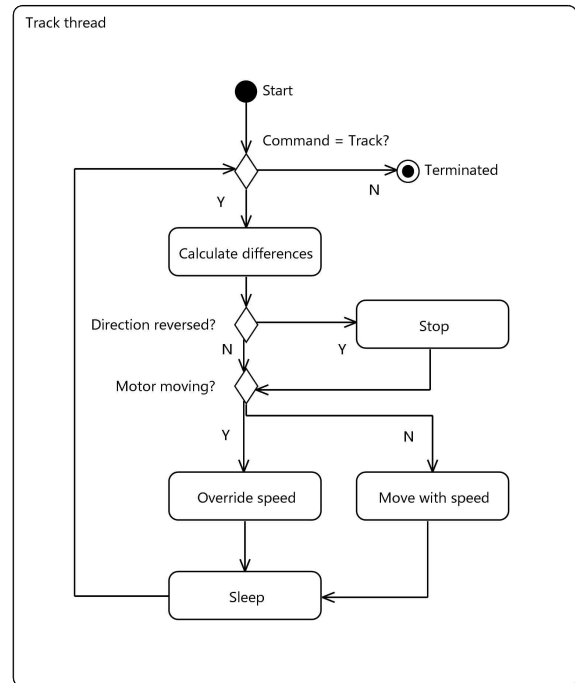 Track thread
Start
Command = Track?
Terminated
N
Y
Calculate differences
Direction reversed?
Stop
N
Y
Motor moving?
Y
N
Override speed
Move with speed
Sleep